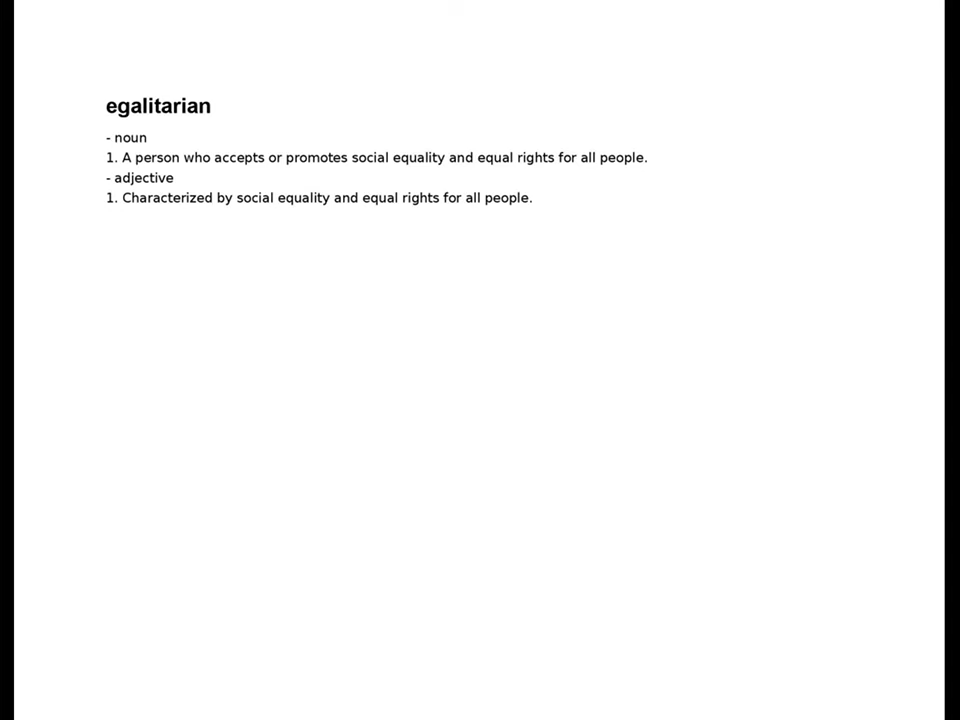 egalitarian
- noun
1. A person who accepts or promotes social equality and equal rights for all people.
- adjective
1. Characterized by social equality and equal rights for all people.